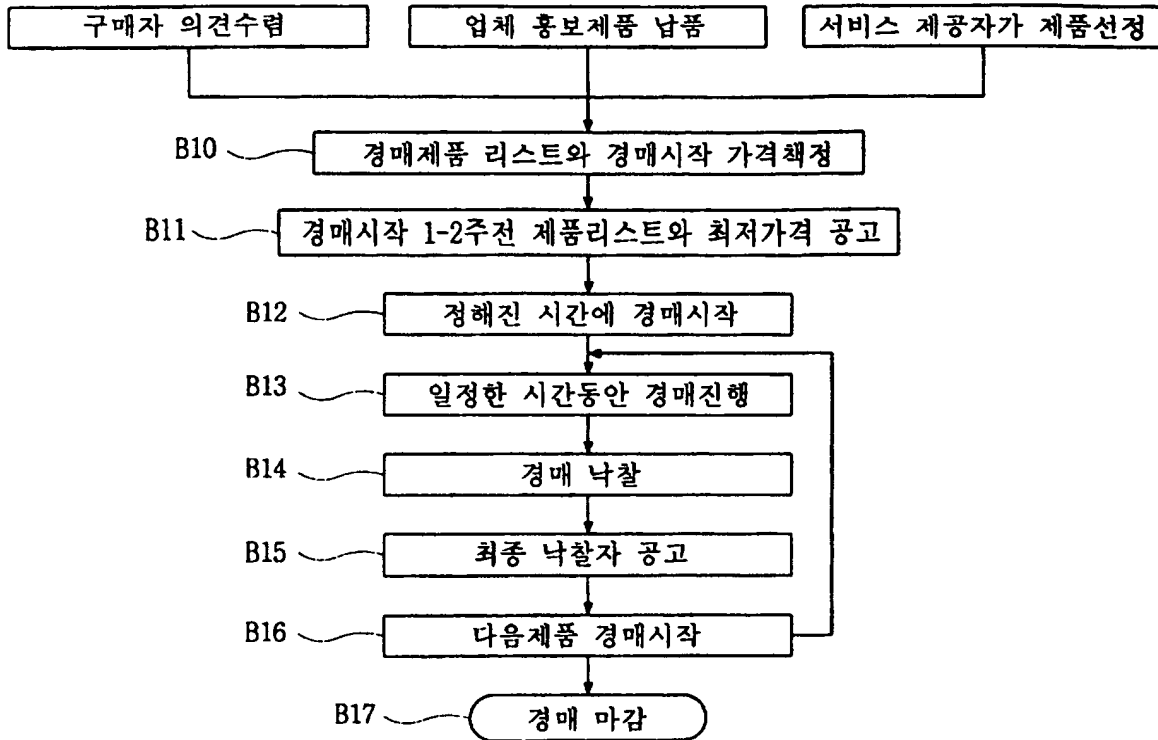 구매자 의견수렴
업체 홍보제품 납품
서비스 제공자가 제품선정
B10 경매제품 리스트와 경매시작 가격책정
B11 경매시작 1-2주전 제품리스트와 최저가격 공고
B12 정해진 시간에 경매시작
B13 일정한 시간동안 경매진행
B14 경매 낙찰
B15 최종 낙찰자 공고
B16 다음제품 경매시작
B17 경매 마감